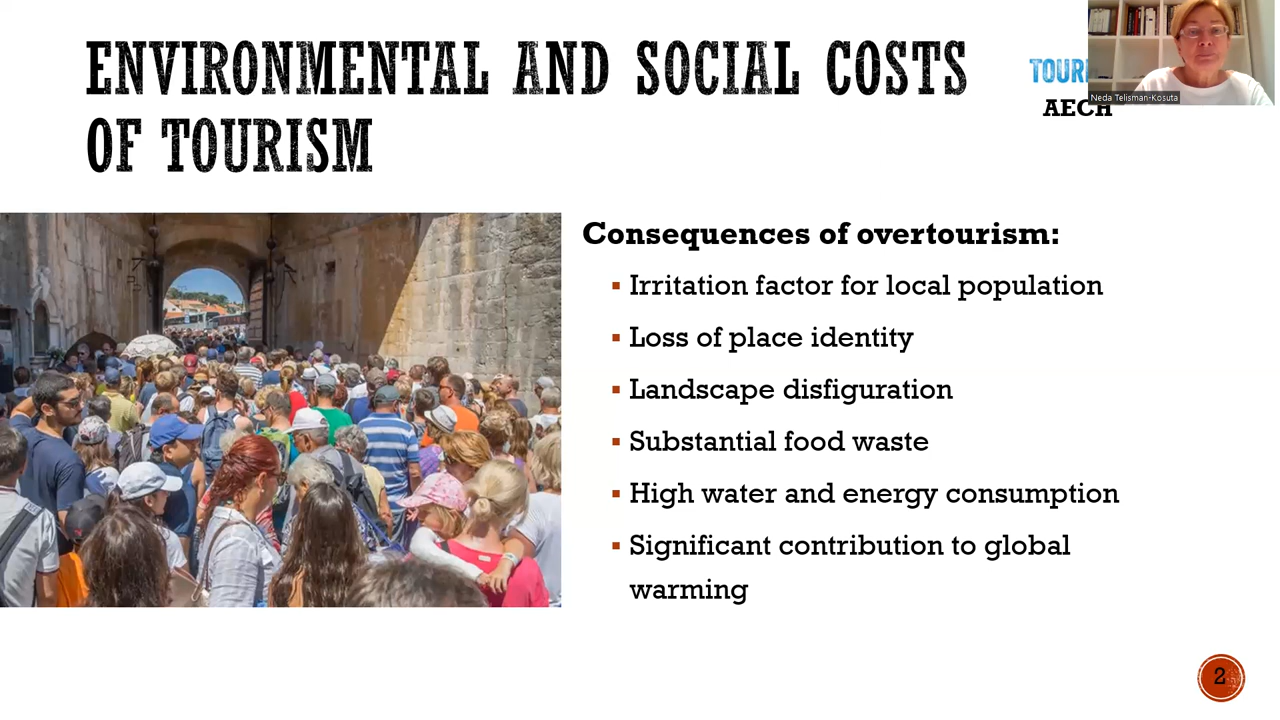 ENVIRONMENTAL AND SOCIAL COSTS
OF TOURISM
AECH
Neda Telisman-Kosuta
Consequences of overtourism:
Irritation factor for local population
Loss of place identity
Landscape disfiguration
Substantial food waste
High water and energy consumption
Significant contribution to global
warming
2